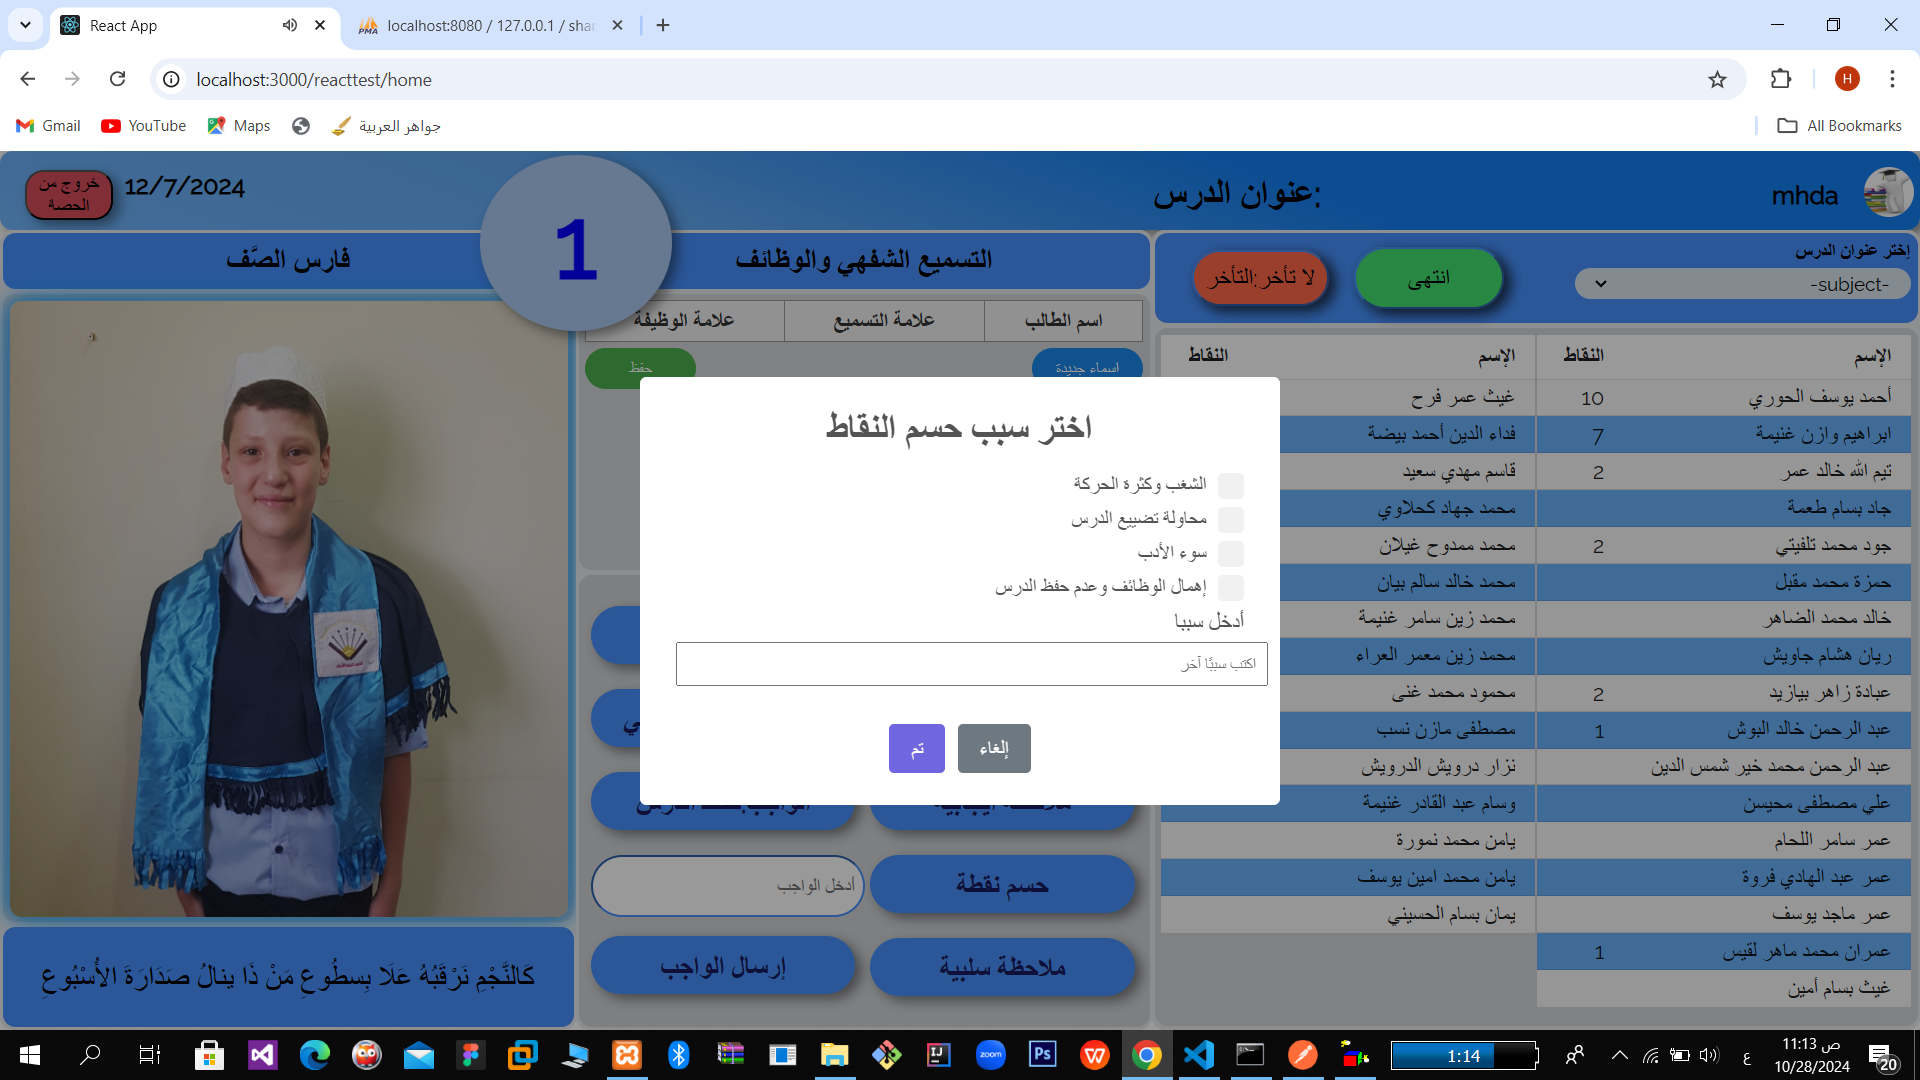 React App
localhost:8080 / 127.0.0.1 / shar
localhost:3000/reacttest/home
H
Gmail
YouTube
Maps
جواهر العربية
All Bookmarks
خروج من الحصة
12/7/2024
عنوان الدرس:
mhda
1
فارس الصَّف
التسميع الشفهي والوظائف
لا تأخر:التأخر
انتهى
اِختَر عنوان الدرس
-subject-
اسم الطالب
علامة التسميع
علامة الوظيفة
اسماء جديدة
حفظ
الإسم النقاط الإسم النقاط
أحمد يوسف الحوري 10 غيث عمر فرح
ابراهيم وازن غنيمة 7 فداء الدين أحمد بيضة
تيم الله خالد عمر 2 قاسم مهدي سعيد
جاد بسام طعمة محمد جهاد كحلاوي
جود محمد تلفيتي 2 محمد ممدوح غيلان
حمزة محمد مقبل محمد خالد سالم بيان
خالد محمد الضاهر محمد زين سامر غنيمة
ريان هشام جاويش محمد زين معمر العراء
عبادة زاهر بيازيد 2 محمود محمد غنى
عبد الرحمن خالد البوش 1 مصطفى مازن نسب
عبد الرحمن محمد خير شمس الدين نزار درويش الدرويش
علي مصطفى محيسن وسام عبد القادر غنيمة
عمر سامر اللحام يامن محمد نمورة
عمر عبد الهادي فروة يامن محمد امين يوسف
عمر ماجد يوسف يمان بسام الحسيني
عمران محمد ماهر لقيس 1
غيث بسام أمين
اختر سبب حسم النقاط
الشغب وكثرة الحركة
محاولة تضييع الدرس
سوء الأدب
إهمال الوظائف وعدم حفظ الدرس
أدخل سببا
اكتب سببًا آخر
إلغاء
تم
حسم نقطة
أدخل الواجب
ملاحظة سلبية
إرسال الواجب
كَالنَّجْمِ نَرْقَبُهُ عَلَا بِسطُوعِ مَنْ ذَا ينالُ صَدَارَةَ الأُسْبُوعِ
zoom
Ps
1:14
ع
11:13 ص
10/28/2024
20